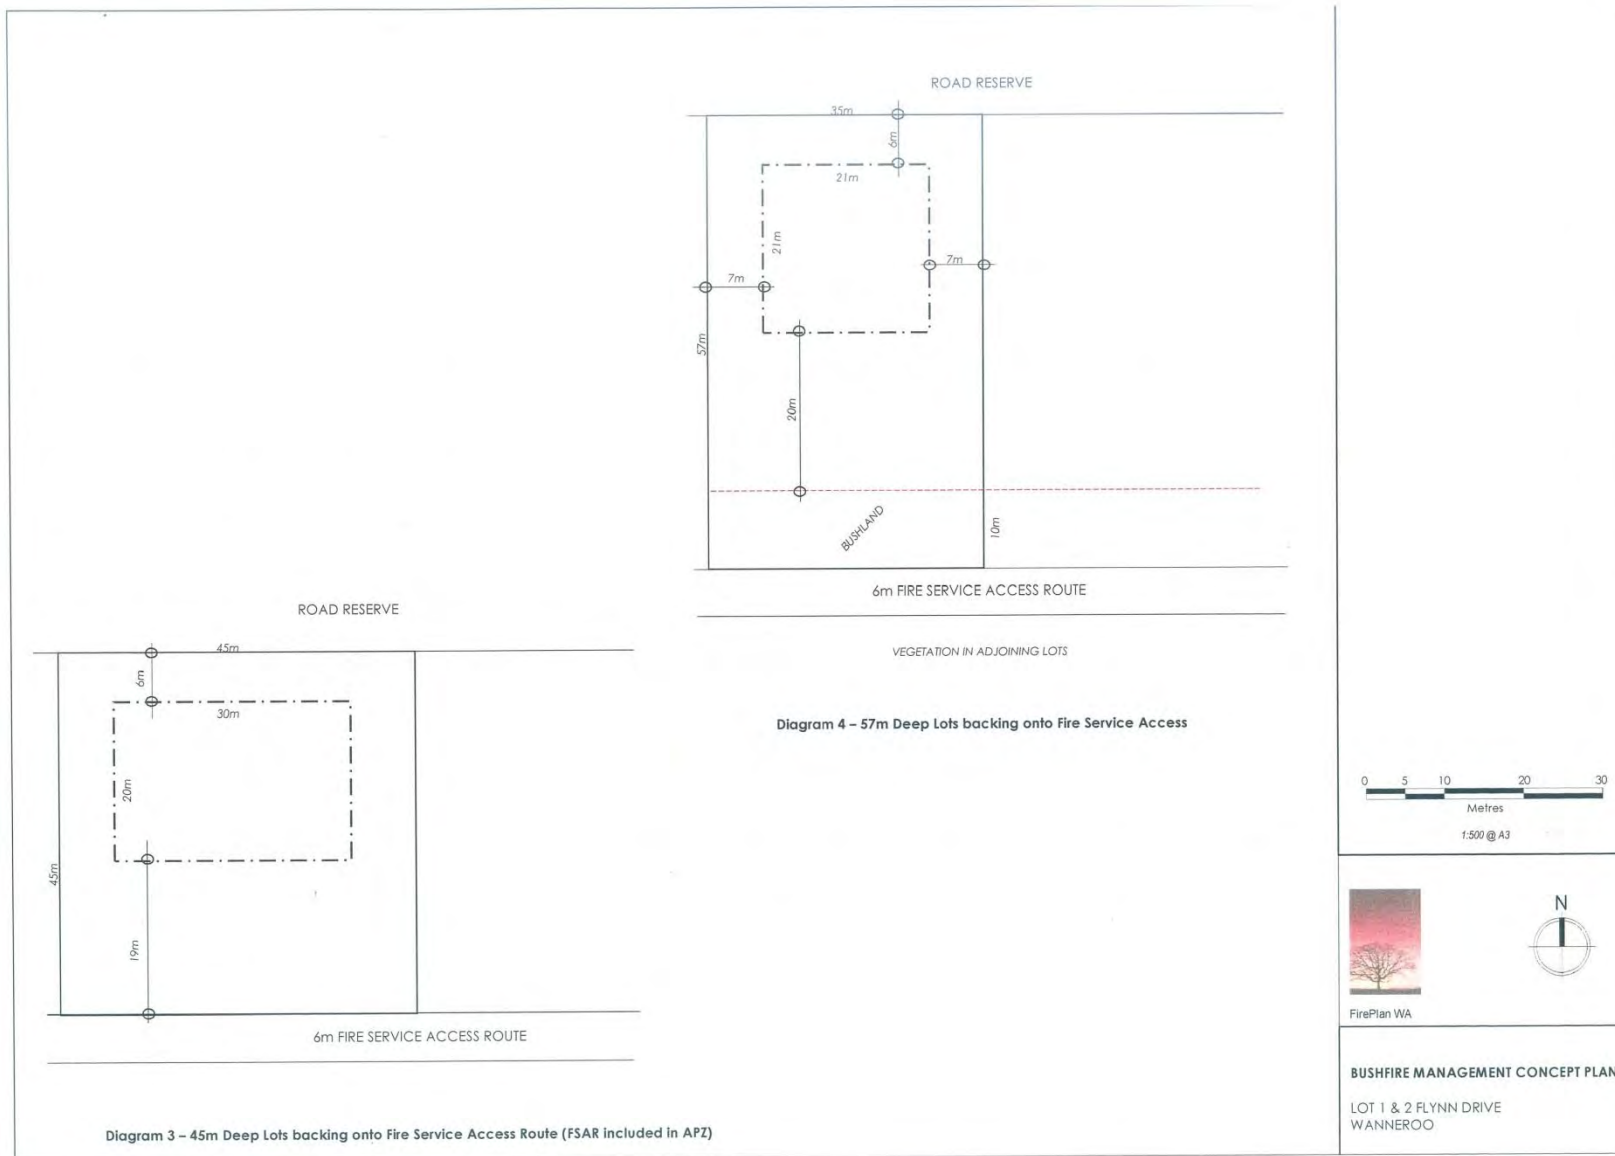 ROAD RESERVE
35m
6m
21m
21m
7m
7m
57m
20m
BUSHLAND
10m
6m FIRE SERVICE ACCESS ROUTE
VEGETATION IN ADJOINING LOTS
Diagram 4 – 57m Deep Lots backing onto Fire Service Access
ROAD RESERVE
45m
6m
30m
20m
45m
19m
6m FIRE SERVICE ACCESS ROUTE
Diagram 3 – 45m Deep Lots backing onto Fire Service Access Route (FSAR included in APZ)
0 5 10 20 30
Metres
1:500 @ A3
N
FirePlan WA
BUSHFIRE MANAGEMENT CONCEPT PLAN
LOT 1 & 2 FLYNN DRIVE
WANNEROO